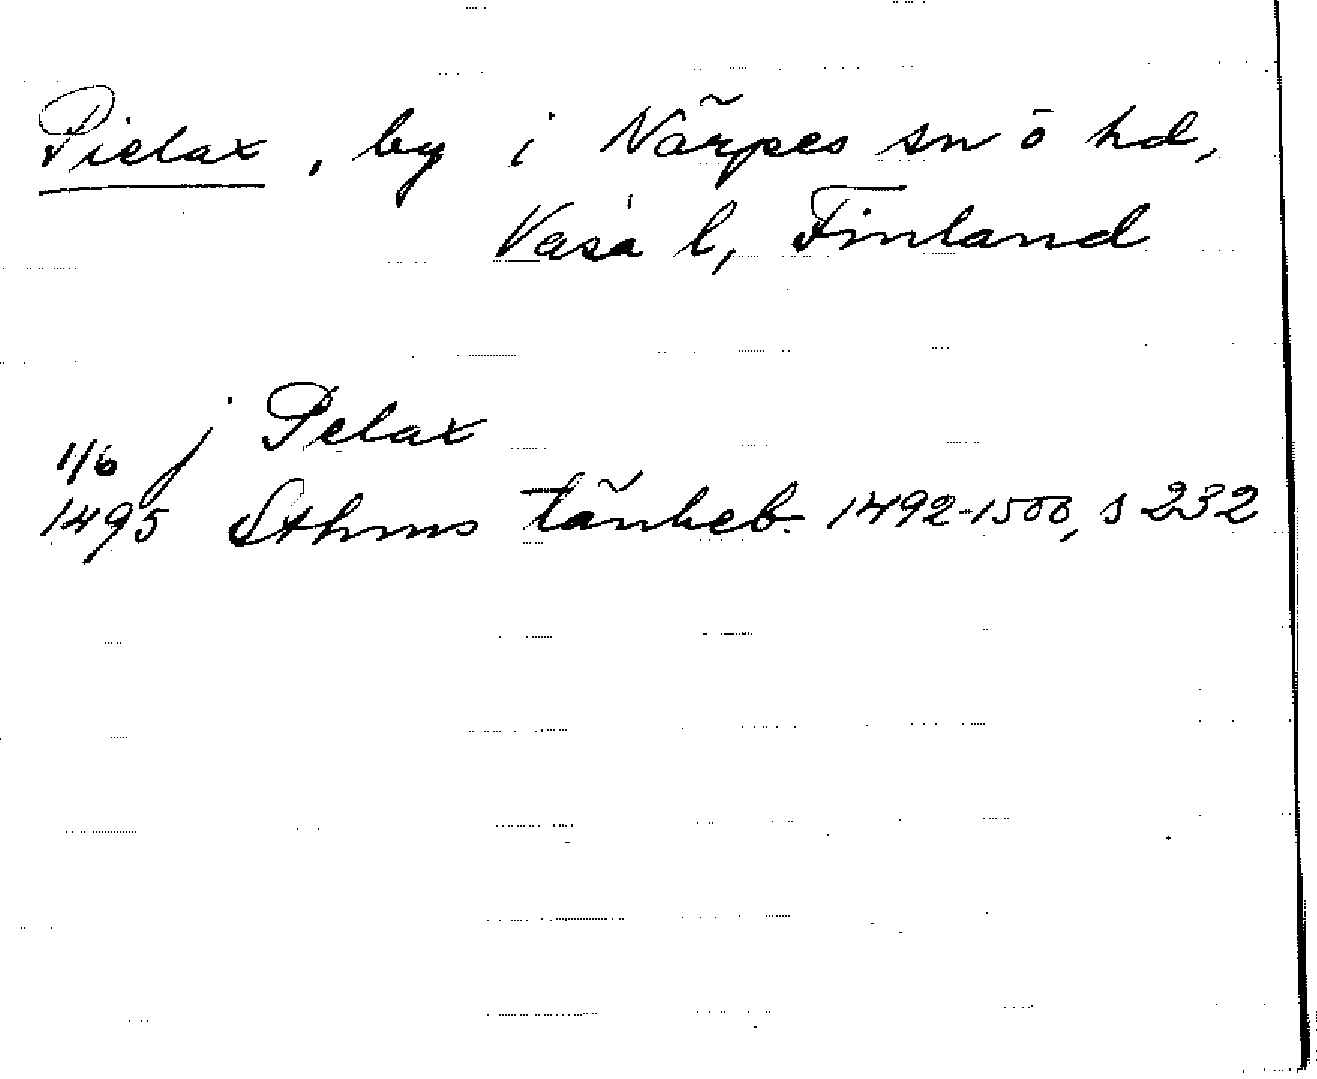 Pielax, by i Närpes sn o hd,
Vasa l, Finland
j Pelax
1/6
1495 Sthms tänkeb. 1492-1500, s 232